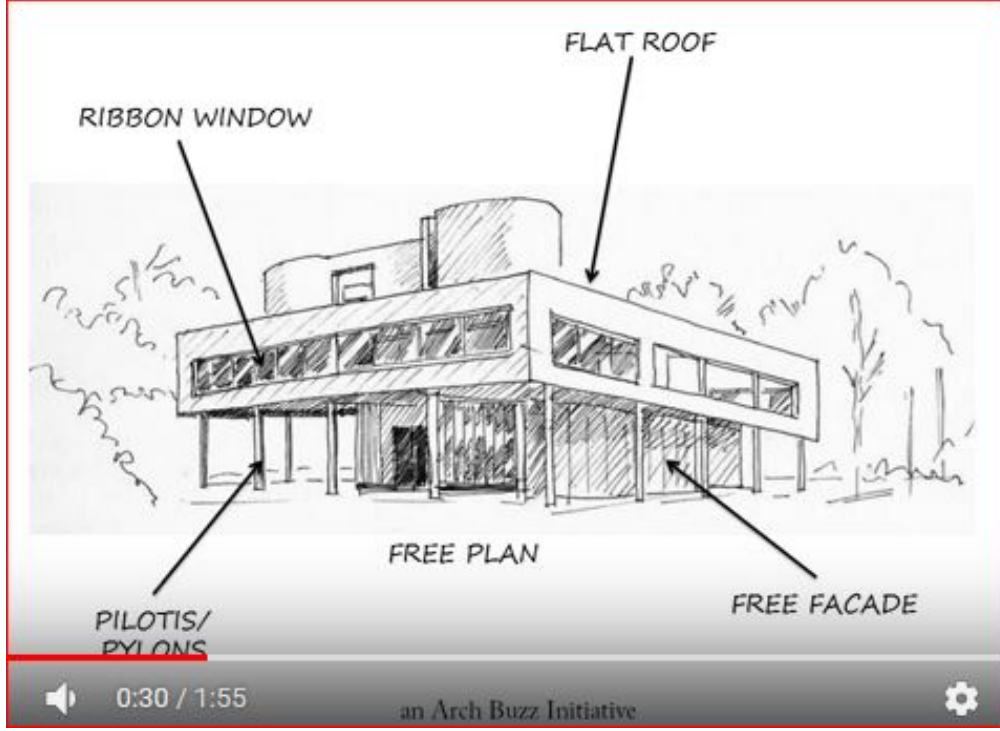 FLAT ROOF
RIBBON WINDOW
FREE PLAN
FREE FACADE
PILOTIS/
PYLONS
0:30 / 1:55
an Arch Buzz Initiative